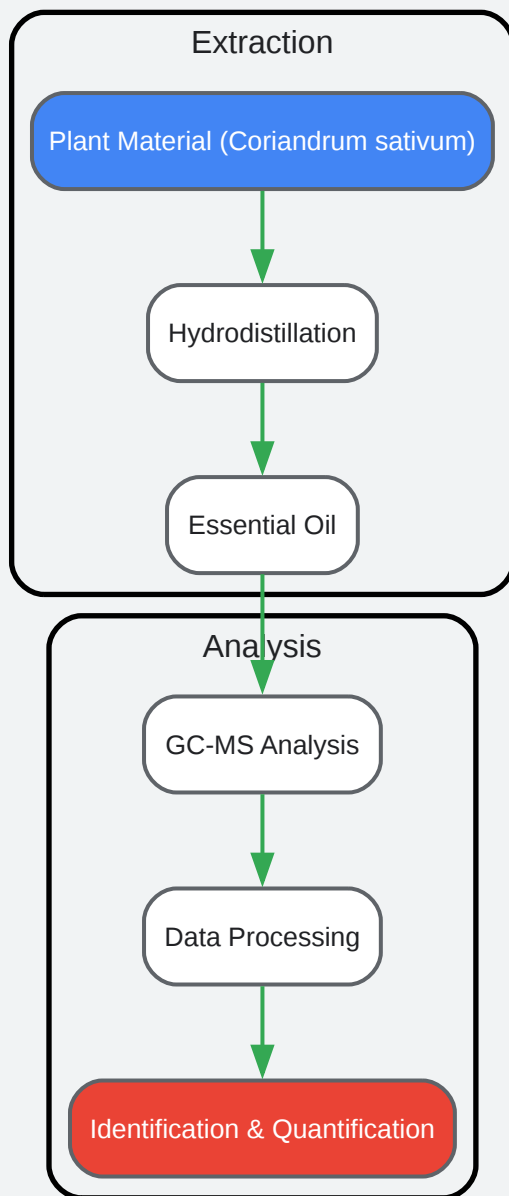 Extraction
Plant Material (Coriandrum sativum)
Hydrodistillation
Essential Oil
Analysis
GC-MS Analysis
Data Processing
Identification & Quantification